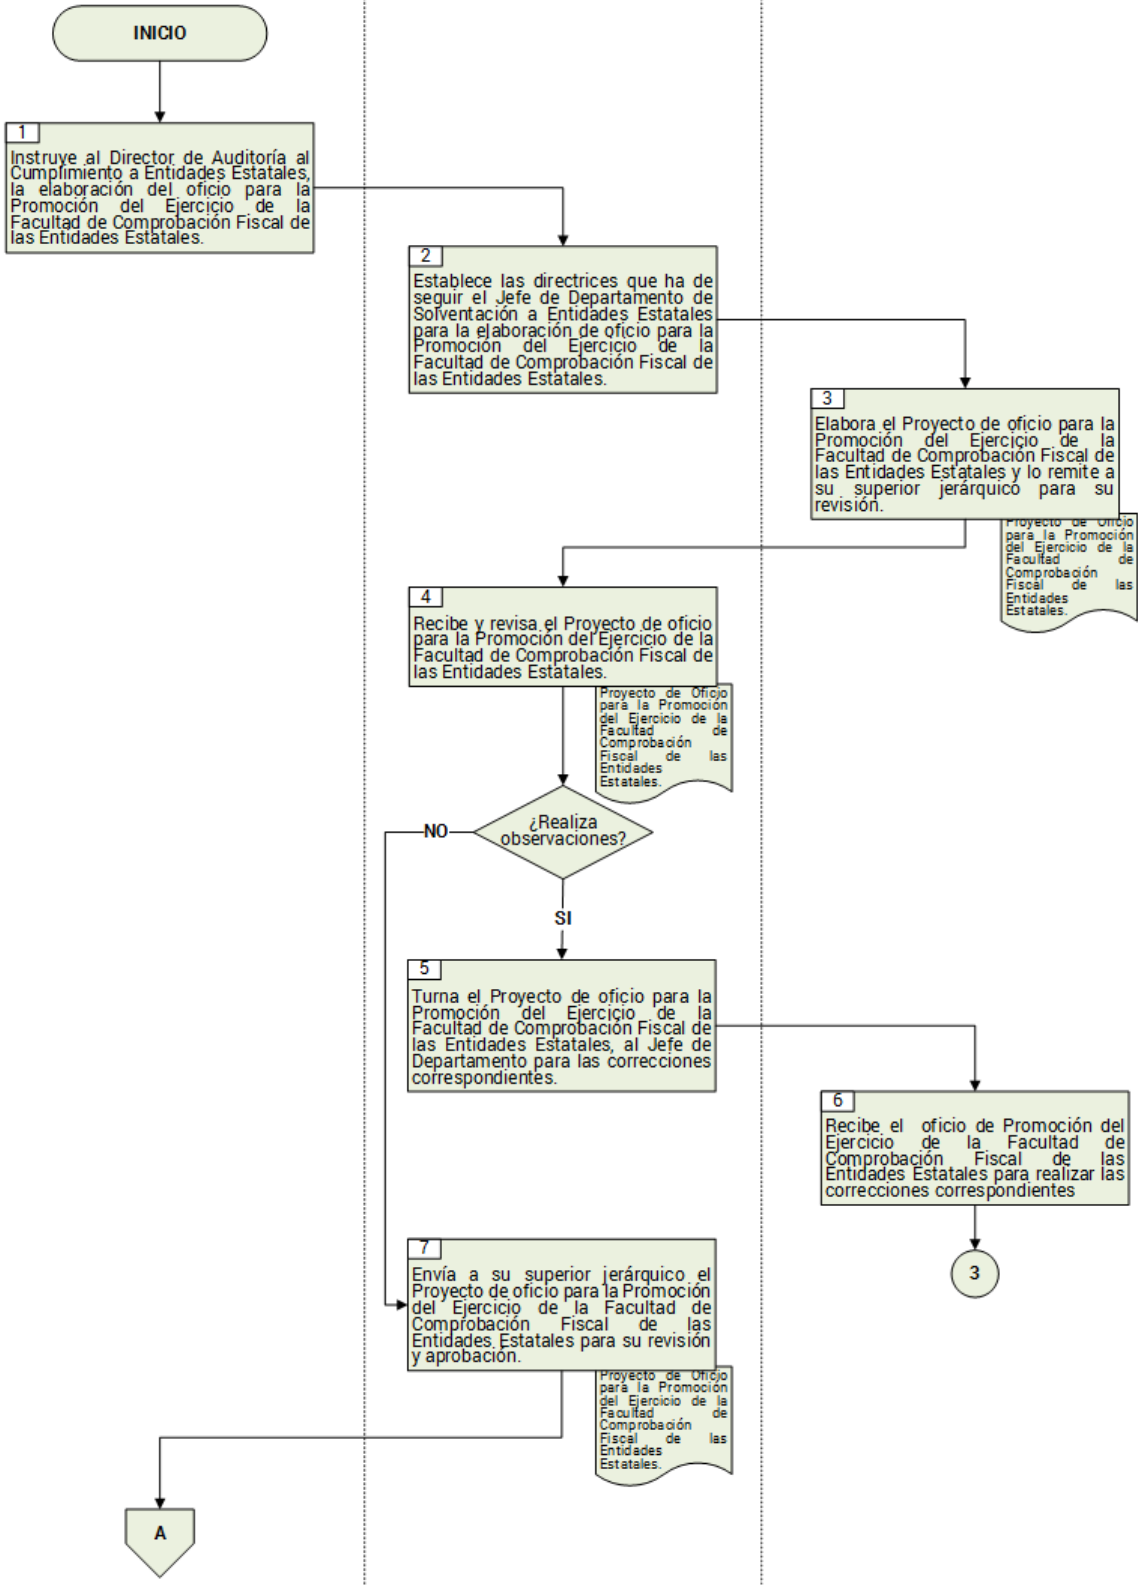 INICIO
1
Instruye al Director de Auditoría al
Cumplimiento a Entidades Estatales,
la elaboración del oficio para la
Promoción del Ejercicio de la
Facultad de Comprobación Fiscal de
las Entidades Estatales.
2
Establece las directrices que ha de
seguir el Jefe de Departamento de
Solventación a Entidades Estatales
para la elaboración de oficio para la
Promoción del Ejercicio de la
Facultad de Comprobación Fiscal de
las Entidades Estatales.
3
Elabora el Proyecto de oficio para la
Promoción del Ejercicio de la
Facultad de Comprobación Fiscal de
las Entidades Estatales y lo remite a
su superior jerárquico para su
revisión.
Proyecto de Oficio
para la Promoción
del Ejercicio de la
Facultad de
Comprobación
Fiscal de las
Entidades
Estatales.
4
Recibe y revisa el Proyecto de oficio
para la Promoción del Ejercicio de la
Facultad de Comprobación Fiscal de
las Entidades Estatales.
Proyecto de Oficio
para la Promoción
del Ejercicio de la
Facultad de
Comprobación
Fiscal de las
Entidades
Estatales.
¿Realiza
observaciones?
NO
SI
5
Turna el Proyecto de oficio para la
Promoción del Ejercicio de la
Facultad de Comprobación Fiscal de
las Entidades Estatales, al Jefe de
Departamento para las correcciones
correspondientes.
6
Recibe el oficio de Promoción del
Ejercicio de la Facultad de
Comprobación Fiscal de las
Entidades Estatales para realizar las
correcciones correspondientes
3
7
Envía a su superior jerárquico el
Proyecto de oficio para la Promoción
del Ejercicio de la Facultad de
Comprobación Fiscal de las
Entidades Estatales para su revisión
y aprobación.
Proyecto de Oficio
para la Promoción
del Ejercicio de la
Facultad de
Comprobación
Fiscal de las
Entidades
Estatales.
A